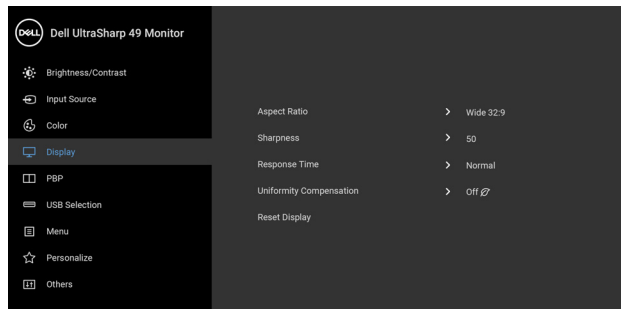 DELL Dell UltraSharp 49 Monitor
Brightness/Contrast
Input Source
Color
Display
PBP
USB Selection
Menu
Personalize
Others
Aspect Ratio > Wide 32:9
Sharpness > 50
Response Time > Normal
Uniformity Compensation > Off
Reset Display